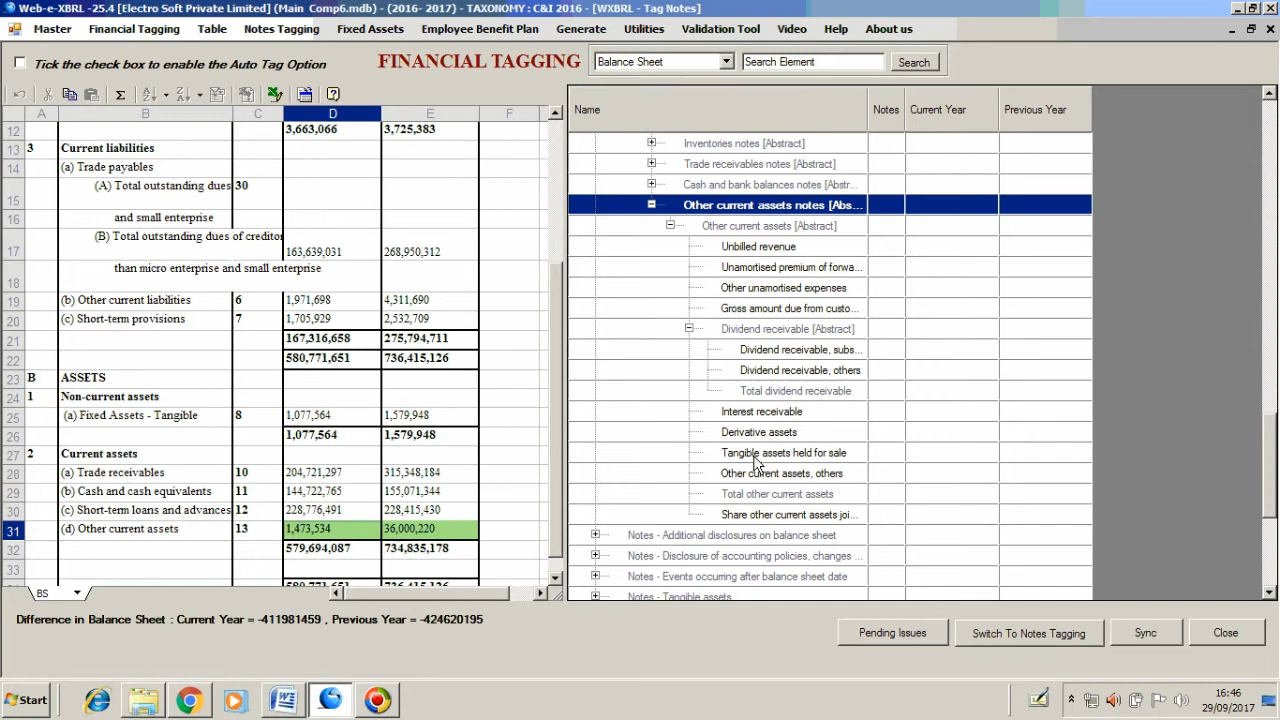 Web-e-XBRL -25.4 [Electro Soft Private Limited] (Main_Comp6.mdb) - (2016- 2017) - TAXONOMY : C&I 2016 - [WXBRL - Tag Notes]
Master Financial Tagging Table Notes Tagging Fixed Assets Employee Benefit Plan Generate Utilities Validation Tool Video Help About us
Tick the check box to enable the Auto Tag Option
FINANCIAL TAGGING
Balance Sheet Search Element Search
A B C D E F
12 3,663,066 3,725,383
13 3 Current liabilities
14 (a) Trade payables
15 (A) Total outstanding dues 30
16 and small enterprise
17 (B) Total outstanding dues of creditor 163,639,031 268,950,312
18 than micro enterprise and small enterprise
19 (b) Other current liabilities 6 1,971,698 4,311,690
20 (c) Short-term provisions 7 1,705,929 2,532,709
21 167,316,658 275,794,711
22 580,771,651 736,415,126
23 B ASSETS
24 1 Non-current assets
25 (a) Fixed Assets - Tangible 8 1,077,564 1,579,948
26 1,077,564 1,579,948
27 2 Current assets
28 (a) Trade receivables 10 204,721,297 315,348,184
29 (b) Cash and cash equivalents 11 144,722,765 155,071,344
30 (c) Short-term loans and advances 12 228,776,491 228,415,430
31 (d) Other current assets 13 1,473,534 36,000,220
32 579,694,087 734,835,178
33
580,771,651 736,415,126
BS
Name Notes Current Year Previous Year
Inventories notes [Abstract]
Trade receivables notes [Abstract]
Cash and bank balances notes [Abstr...
Other current assets notes [Abs...
Other current assets [Abstract]
Unbilled revenue
Unamortised premium of forwa...
Other unamortised expenses
Gross amount due from custo...
Dividend receivable [Abstract]
Dividend receivable, subs...
Dividend receivable, others
Total dividend receivable
Interest receivable
Derivative assets
Tangible assets held for sale
Other current assets, others
Total other current assets
Share other current assets joi...
Notes - Additional disclosures on balance sheet
Notes - Disclosure of accounting policies, changes ...
Notes - Events occurring after balance sheet date
Notes - Tangible assets
Difference in Balance Sheet : Current Year = -411981459 , Previous Year = -424620195
Pending Issues Switch To Notes Tagging Sync Close
Start
16:46
29/09/2017